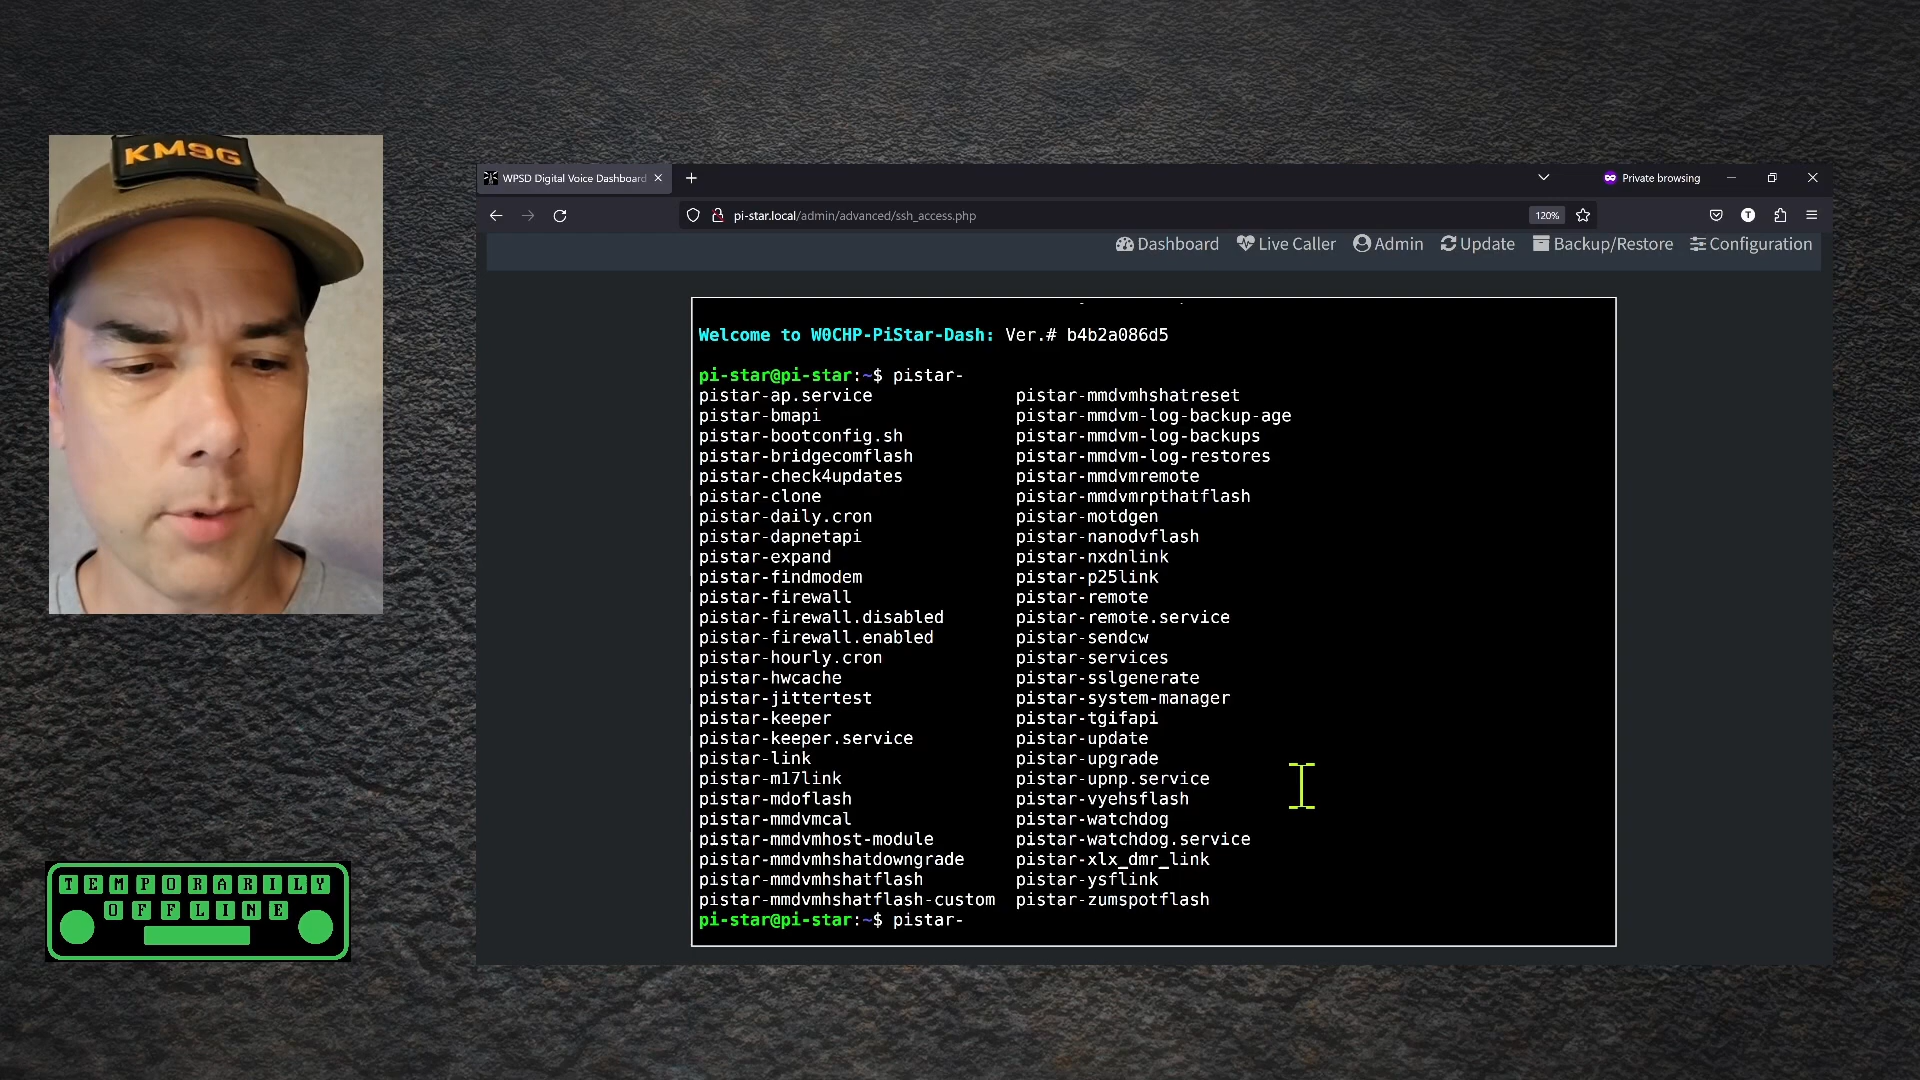 KM9G
WPSD Digital Voice Dashboard
Private browsing
pi-star.local/admin/advanced/ssh_access.php
120%
T
Dashboard Live Caller Admin Update Backup/Restore Configuration
Welcome to W0CHP-PiStar-Dash: Ver.# b4b2a086d5
pi-star@pi-star:~$ pistar-
pistar-ap.service pistar-mmdvmhshatreset
pistar-bmapi pistar-mmdvm-log-backup-age
pistar-bootconfig.sh pistar-mmdvm-log-backups
pistar-bridgecomflash pistar-mmdvm-log-restores
pistar-check4updates pistar-mmdvmremote
pistar-clone pistar-mmdvmrpthatflash
pistar-daily.cron pistar-motdgen
pistar-dapnetapi pistar-nanodvflash
pistar-expand pistar-nxdnlink
pistar-findmodem pistar-p25link
pistar-firewall pistar-remote
pistar-firewall.disabled pistar-remote.service
pistar-firewall.enabled pistar-sendcw
pistar-hourly.cron pistar-services
pistar-hwcache pistar-sslgenerate
pistar-jittertest pistar-system-manager
pistar-keeper pistar-tgifapi
pistar-keeper.service pistar-update
pistar-link pistar-upgrade
pistar-m17link pistar-upnp.service
pistar-mdoflash pistar-vyehsflash
pistar-mmdvmcal pistar-watchdog
pistar-mmdvmhost-module pistar-watchdog.service
pistar-mmdvmhshatdowngrade pistar-xlx_dmr_link
pistar-mmdvmhshatflash pistar-ysflink
pistar-mmdvmhshatflash-custom pistar-zumspotflash
pi-star@pi-star:~$ pistar-
TEMPORARILY
OFFLINE